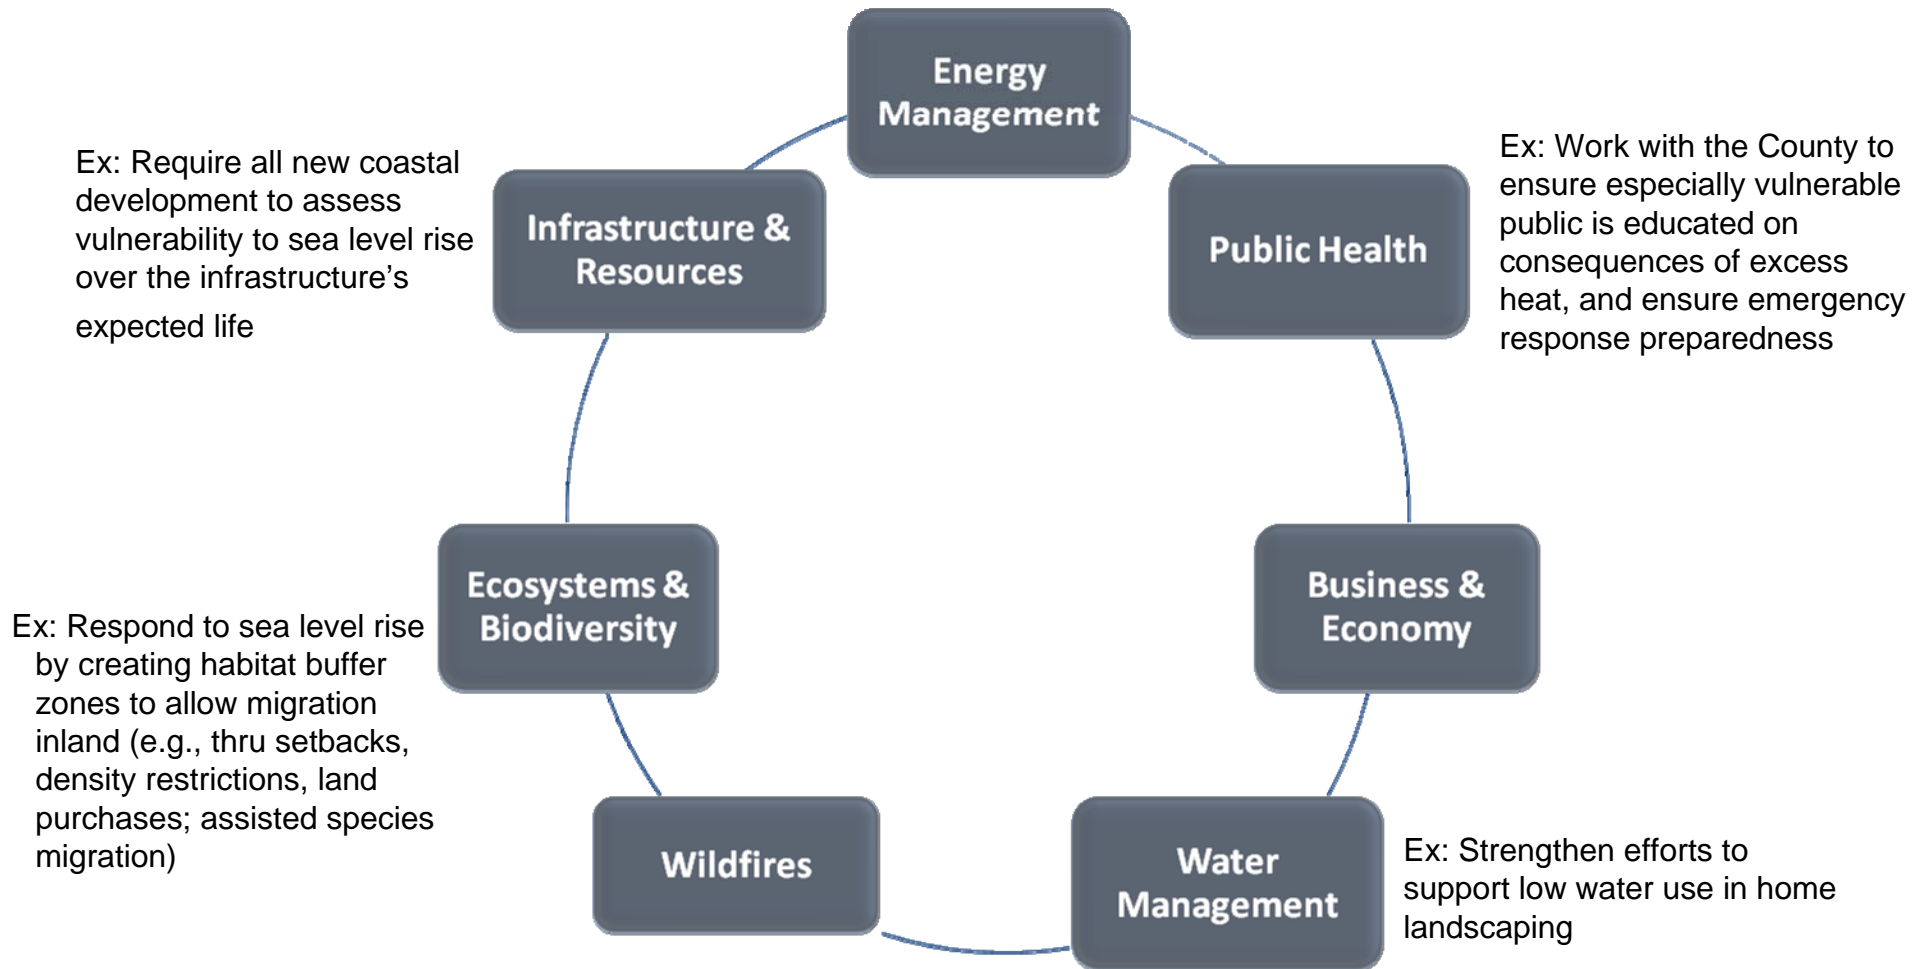 Energy
Management
Ex: Require all new coastal
development to assess
vulnerability to sea level rise
over the infrastructure’s
expected life
Infrastructure &
Resources
Public Health
Ex: Work with the County to
ensure especially vulnerable
public is educated on
consequences of excess
heat, and ensure emergency
response preparedness
Ecosystems &
Biodiversity
Business &
Economy
Ex: Respond to sea level rise
by creating habitat buffer
zones to allow migration
inland (e.g., thru setbacks,
density restrictions, land
purchases; assisted species
migration)
Wildfires
Water
Management
Ex: Strengthen efforts to
support low water use in home
landscaping